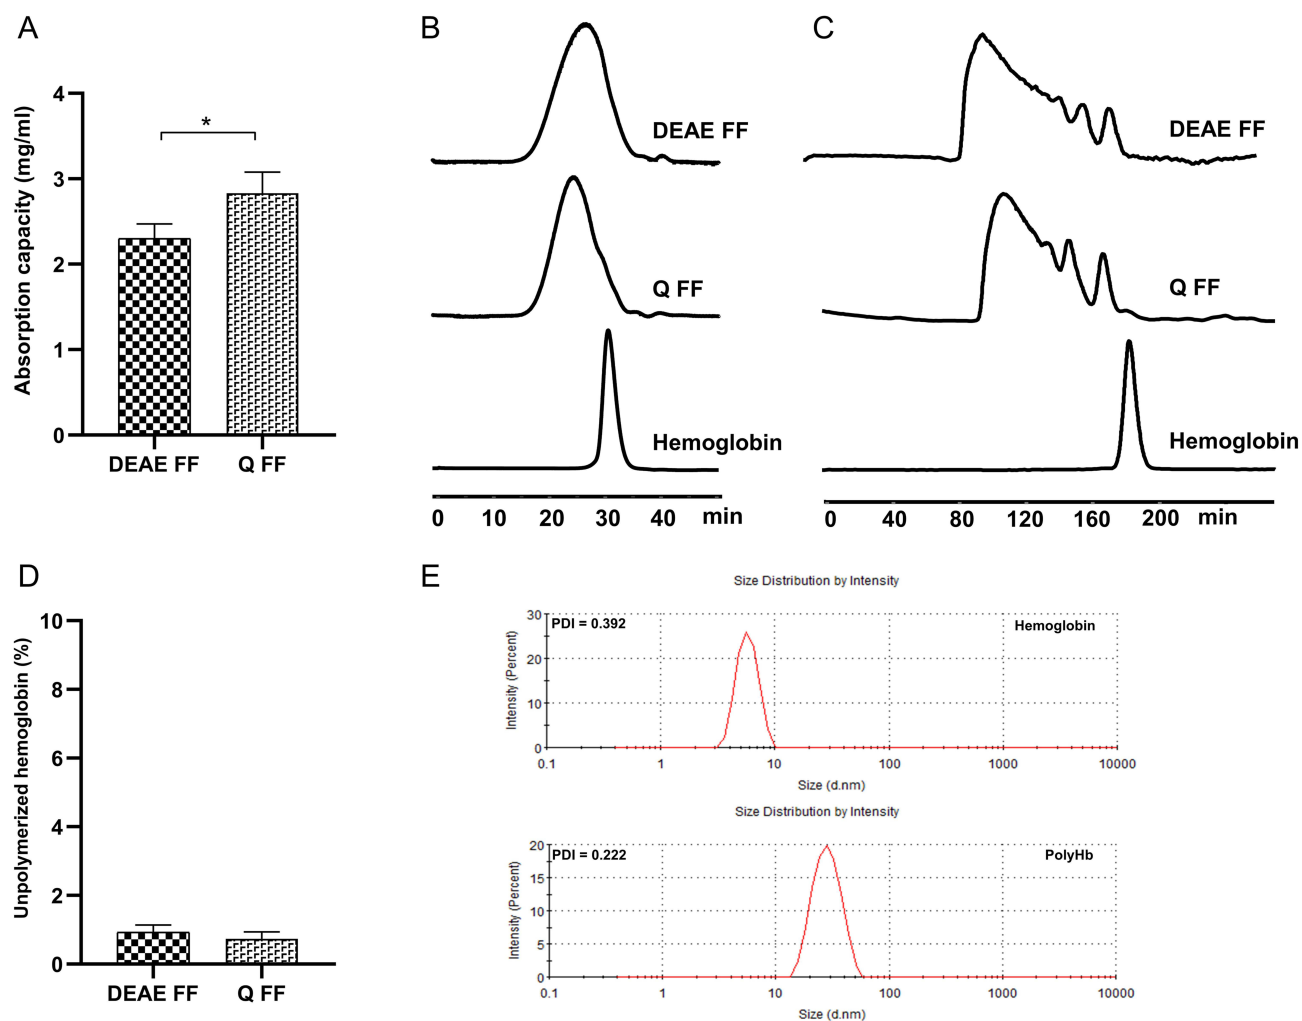 A
Absorption capacity (mg/ml)
4
3
2
1
0
*
DEAE FF
Q FF
B
DEAE FF
Q FF
Hemoglobin
0 10 20 30 40 min
C
DEAE FF
Q FF
Hemoglobin
0 40 80 120 160 200 min
D
Unpolymerized hemoglobin (%)
10
8
6
4
2
0
DEAE FF
Q FF
E
Size Distribution by Intensity
Intensity (Percent)
30
20
10
0
PDI = 0.392
Hemoglobin
0.1 1 10 100 1000 10000
Size (d.nm)
Size Distribution by Intensity
Intensity (Percent)
20
15
10
5
0
PDI = 0.222
PolyHb
0.1 1 10 100 1000 10000
Size (d.nm)